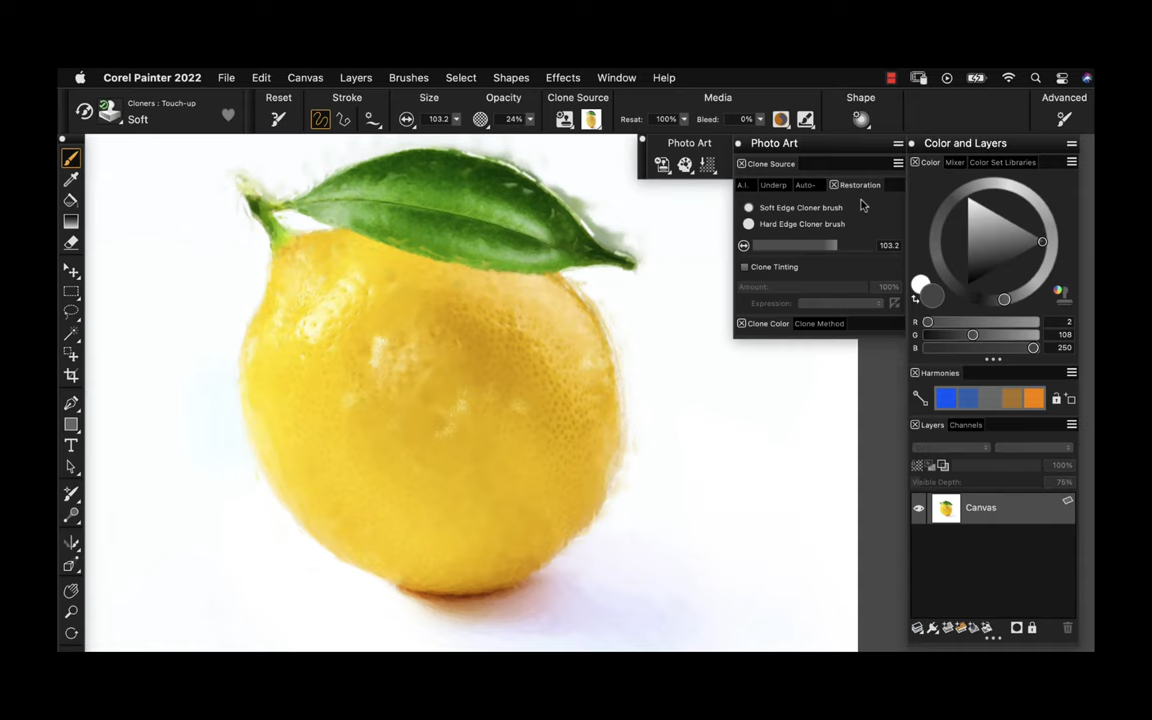 Corel Painter 2022 File Edit Canvas Layers Brushes Select Shapes Effects Window Help
Cloners : Touch-up
Soft
Reset
Stroke
Size
103.2
Opacity
24%
Clone Source
Media
Resat: 100%
Bleed: 0%
Shape
Advanced
Photo Art
Photo Art
Clone Source
A.I. Underp Auto- Restoration
Soft Edge Cloner brush
Hard Edge Cloner brush
103.2
Clone Tinting
Amount: 100%
Expression:
Clone Color Clone Method
Color and Layers
Color Mixer Color Set Libraries
R 2
G 108
B 250
Harmonies
Layers Channels
100%
Visible Depth: 75%
Canvas
T